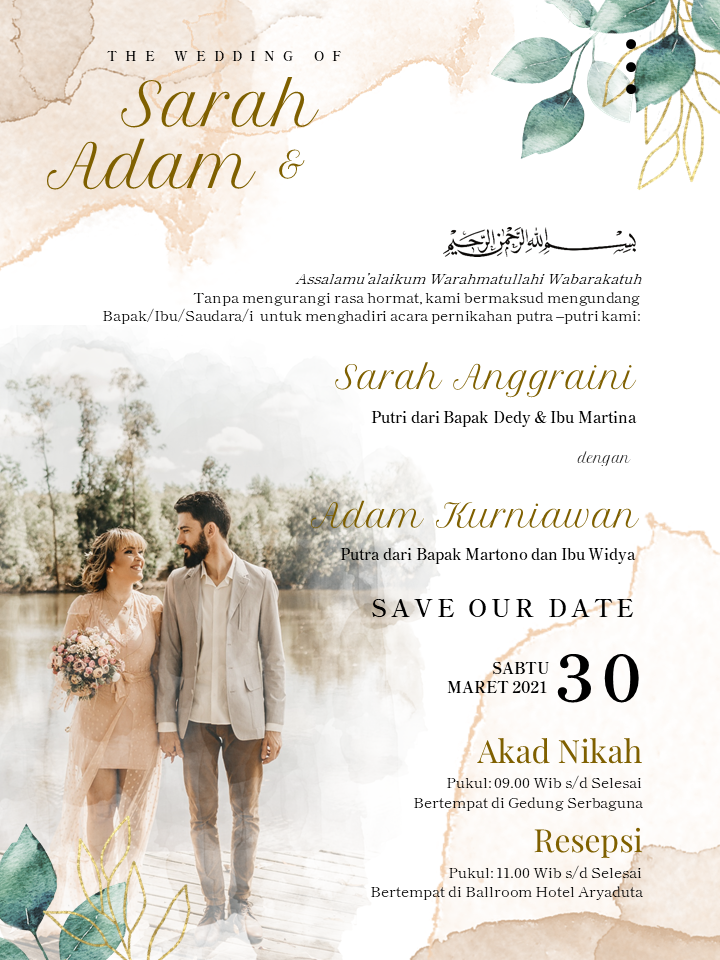 THE WEDDING OF
Sarah
Adam &
بِسْمِ اللهِ الرَّحْمٰنِ الرَّحِيْمِ
Assalamu'alaikum Warahmatullahi Wabarakatuh
Tanpa mengurangi rasa hormat, kami bermaksud mengundang
Bapak/Ibu/Saudara/i untuk menghadiri acara pernikahan putra –putri kami:
Sarah Anggraini
Putri dari Bapak Dedy & Ibu Martina
dengan
Adam Kurniawan
Putra dari Bapak Martono dan Ibu Widya
SAVE OUR DATE
SABTU
MARET 2021
30
Akad Nikah
Pukul: 09.00 Wib s/d Selesai
Bertempat di Gedung Serbaguna
Resepsi
Pukul: 11.00 Wib s/d Selesai
Bertempat di Ballroom Hotel Aryaduta